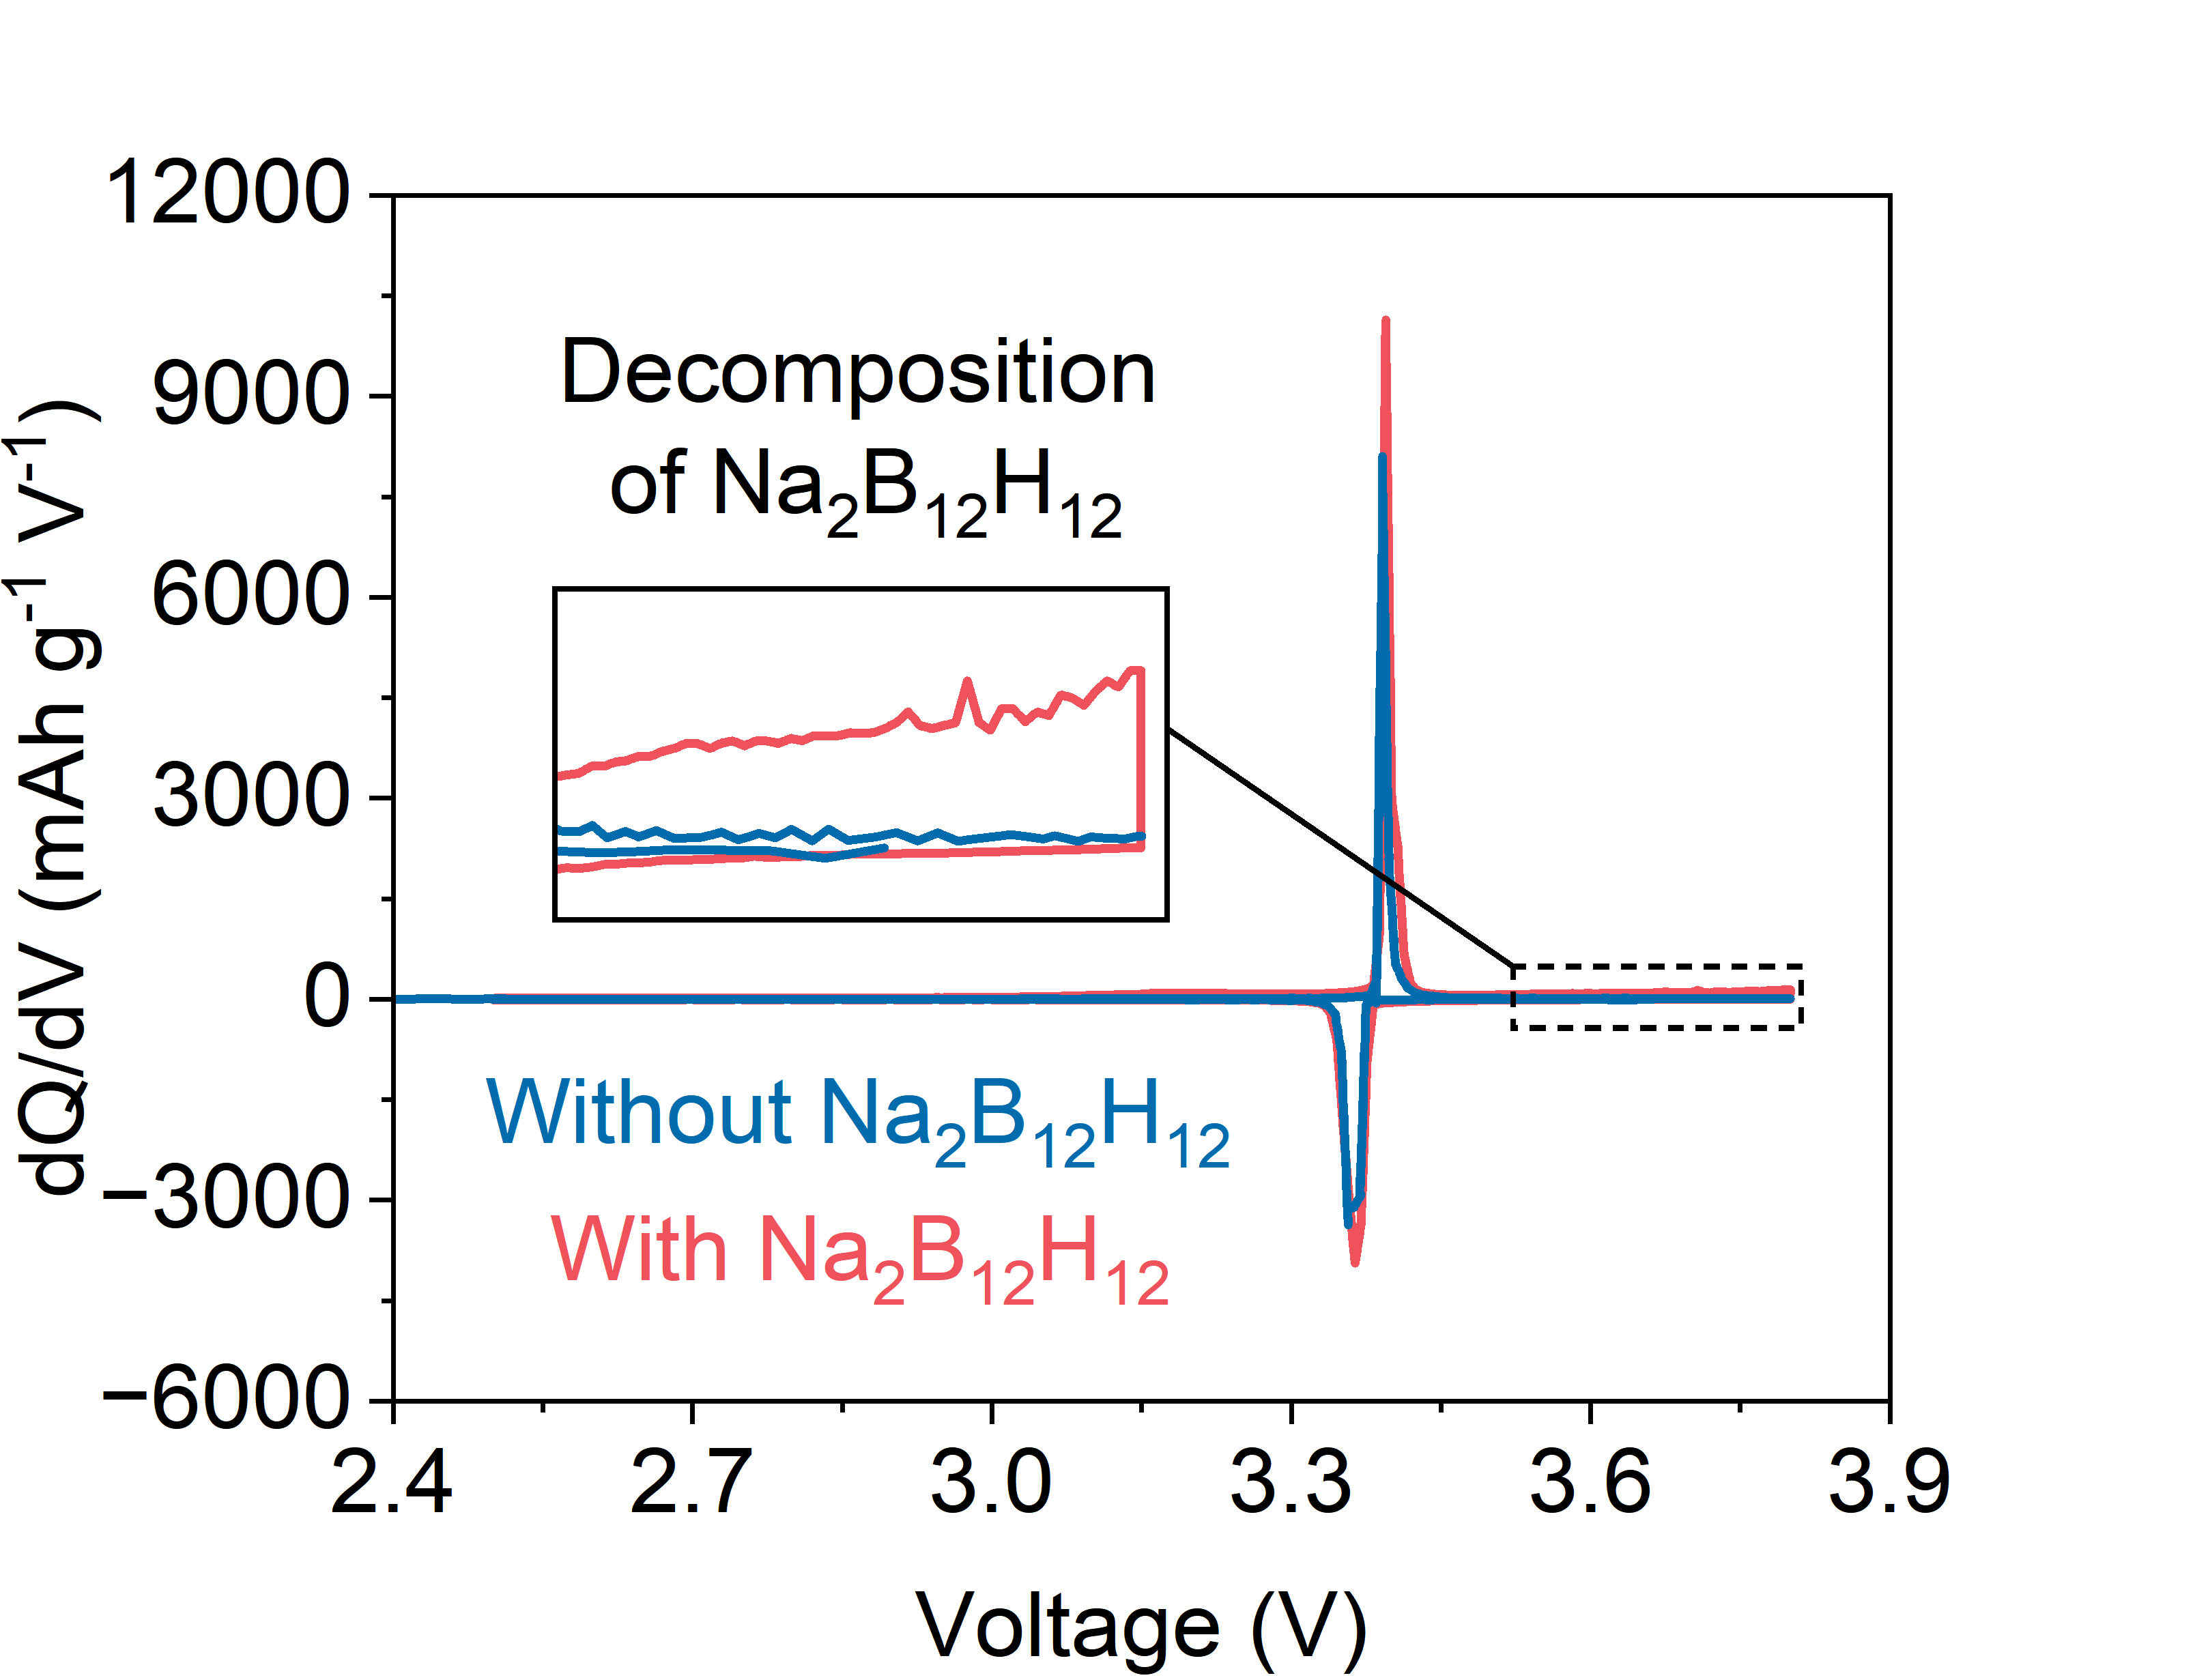 12000
9000
6000
3000
0
−3000
−6000
dQ/dV (mAh g⁻¹ V⁻¹)
Decomposition
of Na₂B₁₂H₁₂
Without Na₂B₁₂H₁₂
With Na₂B₁₂H₁₂
2.4 2.7 3.0 3.3 3.6 3.9
Voltage (V)